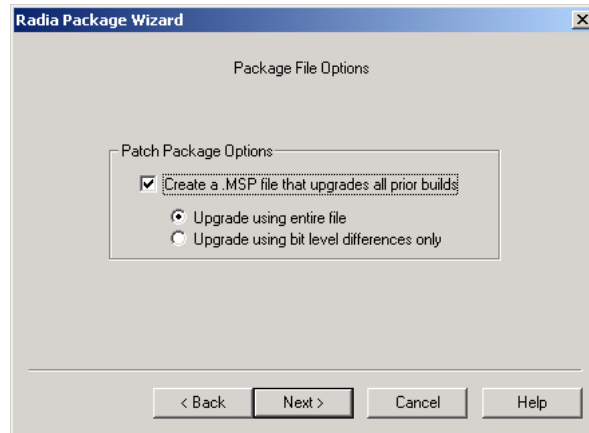 Radia Package Wizard
Package File Options
Patch Package Options
Create a .MSP file that upgrades all prior builds
Upgrade using entire file
Upgrade using bit level differences only
< Back Next > Cancel Help